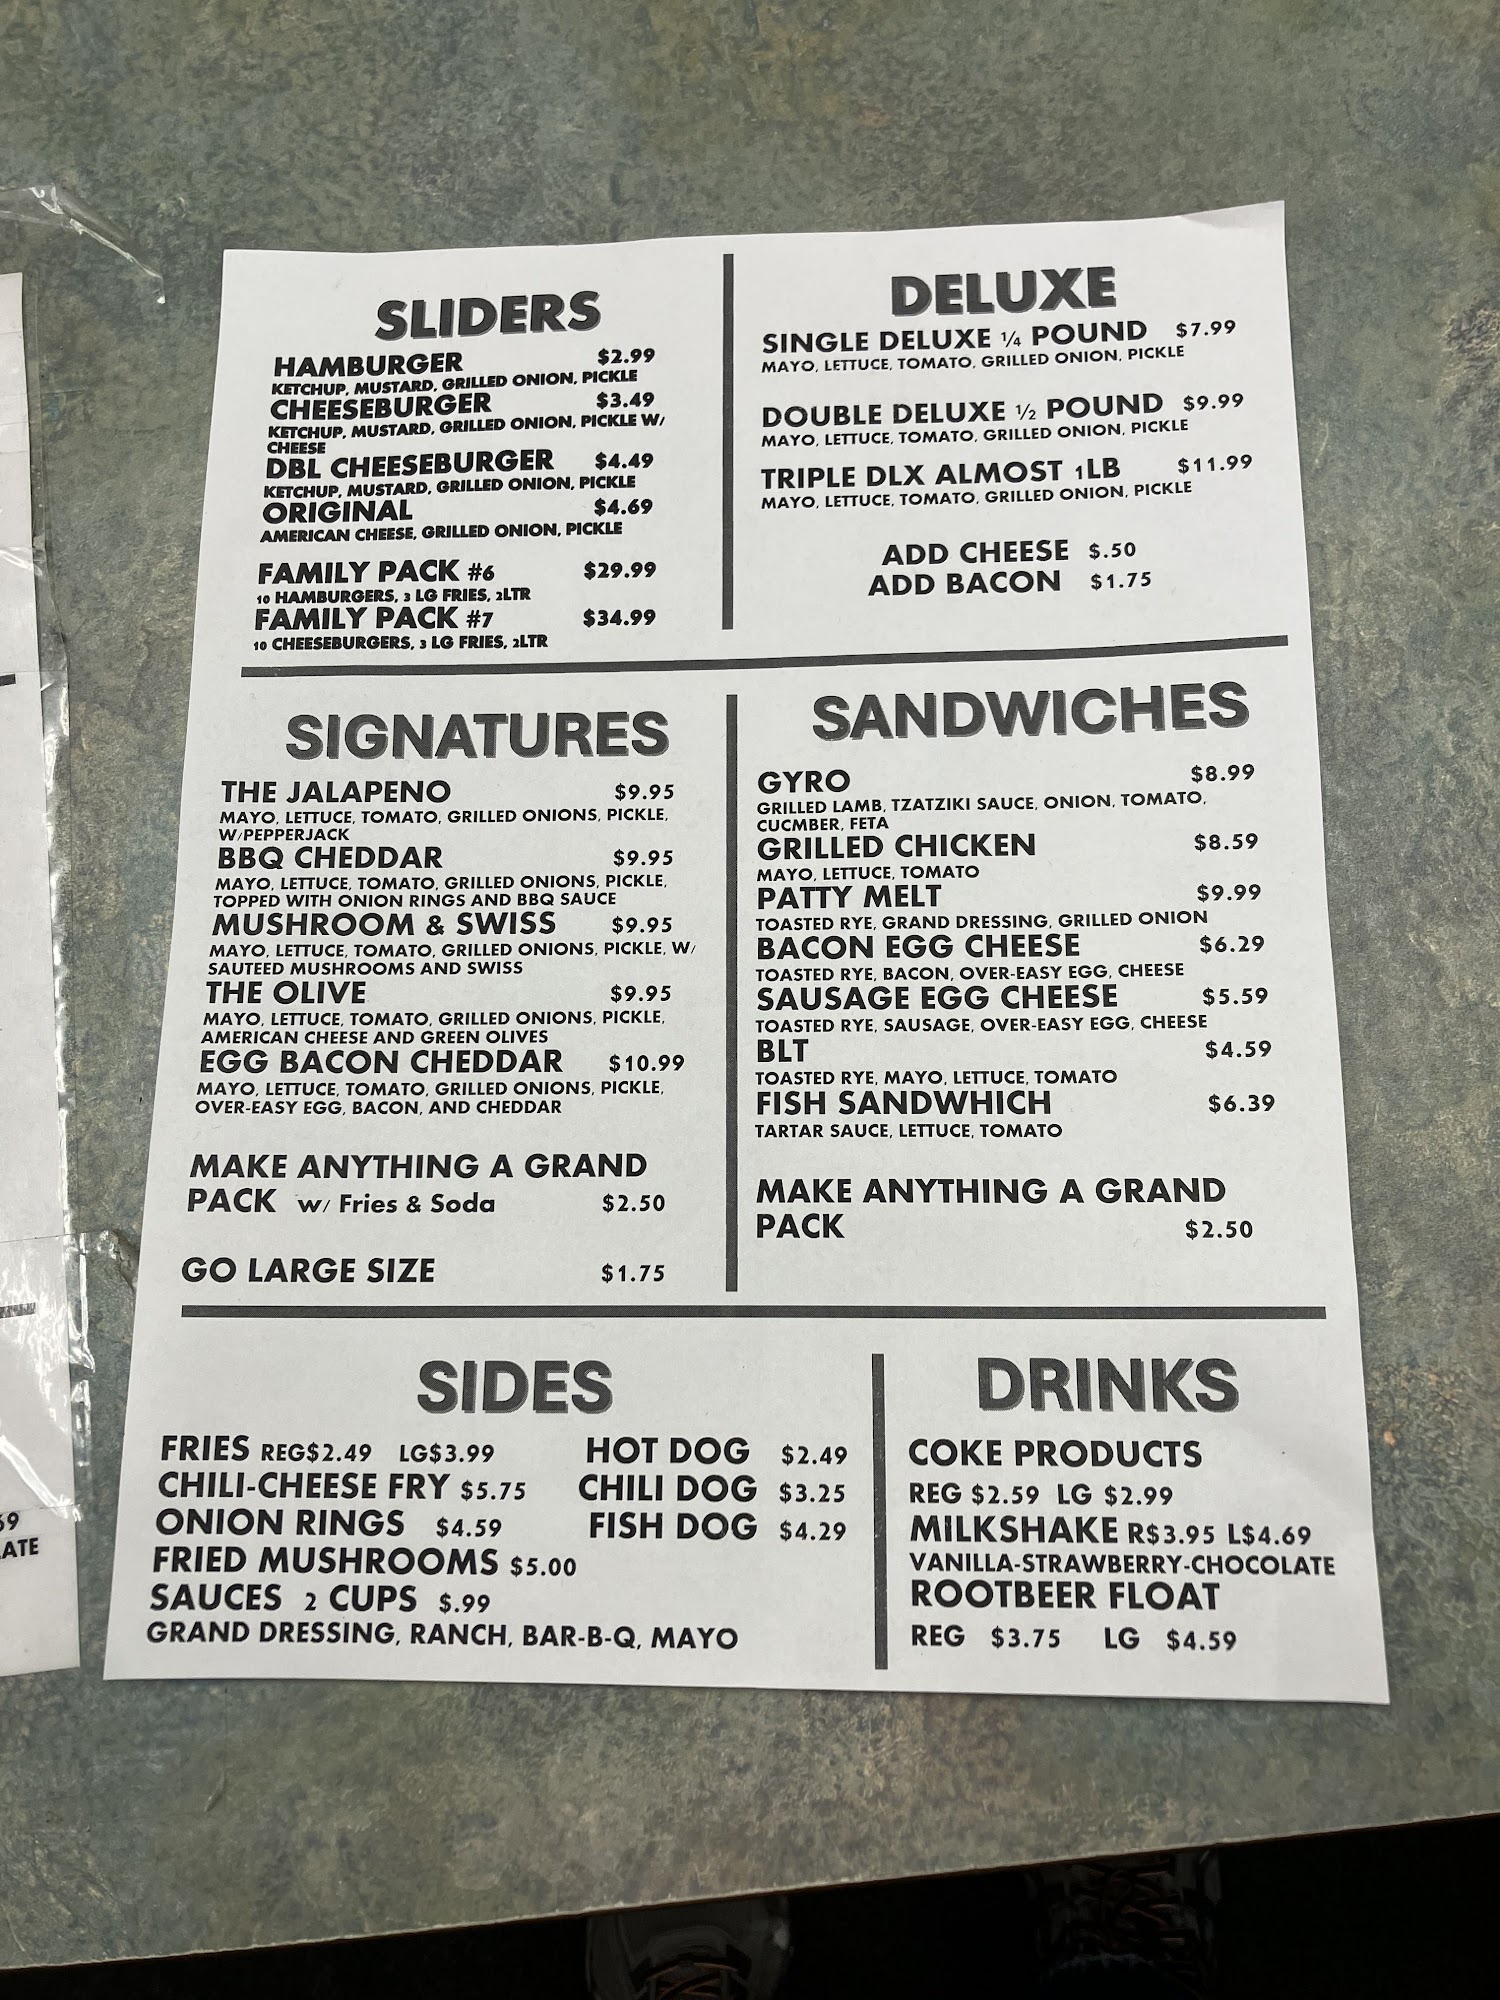 SLIDERS
HAMBURGER $2.99
KETCHUP, MUSTARD, GRILLED ONION, PICKLE
CHEESEBURGER $3.49
KETCHUP, MUSTARD, GRILLED ONION, PICKLE W/
CHEESE
DBL CHEESEBURGER $4.49
KETCHUP, MUSTARD, GRILLED ONION, PICKLE
ORIGINAL $4.69
AMERICAN CHEESE, GRILLED ONION, PICKLE
FAMILY PACK #6 $29.99
10 HAMBURGERS, 3 LG FRIES, 2LTR
FAMILY PACK #7 $34.99
10 CHEESEBURGERS, 3 LG FRIES, 2LTR
DELUXE
SINGLE DELUXE ¼ POUND $7.99
MAYO, LETTUCE, TOMATO, GRILLED ONION, PICKLE
DOUBLE DELUXE ½ POUND $9.99
MAYO, LETTUCE, TOMATO, GRILLED ONION, PICKLE
TRIPLE DLX ALMOST 1LB $11.99
MAYO, LETTUCE, TOMATO, GRILLED ONION, PICKLE
ADD CHEESE $.50
ADD BACON $1.75
SIGNATURES
THE JALAPENO $9.95
MAYO, LETTUCE, TOMATO, GRILLED ONIONS, PICKLE,
W/PEPPERJACK
BBQ CHEDDAR $9.95
MAYO, LETTUCE, TOMATO, GRILLED ONIONS, PICKLE,
TOPPED WITH ONION RINGS AND BBQ SAUCE
MUSHROOM & SWISS $9.95
MAYO, LETTUCE, TOMATO, GRILLED ONIONS, PICKLE, W/
SAUTEED MUSHROOMS AND SWISS
THE OLIVE $9.95
MAYO, LETTUCE, TOMATO, GRILLED ONIONS, PICKLE,
AMERICAN CHEESE AND GREEN OLIVES
EGG BACON CHEDDAR $10.99
MAYO, LETTUCE, TOMATO, GRILLED ONIONS, PICKLE,
OVER-EASY EGG, BACON, AND CHEDDAR
MAKE ANYTHING A GRAND
PACK w/ Fries & Soda $2.50
GO LARGE SIZE $1.75
SANDWICHES
GYRO $8.99
GRILLED LAMB, TZATZIKI SAUCE, ONION, TOMATO,
CUCMBER, FETA
GRILLED CHICKEN $8.59
MAYO, LETTUCE, TOMATO
PATTY MELT $9.99
TOASTED RYE, GRAND DRESSING, GRILLED ONION
BACON EGG CHEESE $6.29
TOASTED RYE, BACON, OVER-EASY EGG, CHEESE
SAUSAGE EGG CHEESE $5.59
TOASTED RYE, SAUSAGE, OVER-EASY EGG, CHEESE
BLT $4.59
TOASTED RYE, MAYO, LETTUCE, TOMATO
FISH SANDWHICH $6.39
TARTAR SAUCE, LETTUCE, TOMATO
MAKE ANYTHING A GRAND
PACK $2.50
SIDES
FRIES REG$2.49 LG$3.99
CHILI-CHEESE FRY $5.75
ONION RINGS $4.59
FRIED MUSHROOMS $5.00
SAUCES 2 CUPS $.99
GRAND DRESSING, RANCH, BAR-B-Q, MAYO
HOT DOG $2.49
CHILI DOG $3.25
FISH DOG $4.29
DRINKS
COKE PRODUCTS
REG $2.59 LG $2.99
MILKSHAKE R$3.95 L$4.69
VANILLA-STRAWBERRY-CHOCOLATE
ROOTBEER FLOAT
REG $3.75 LG $4.59